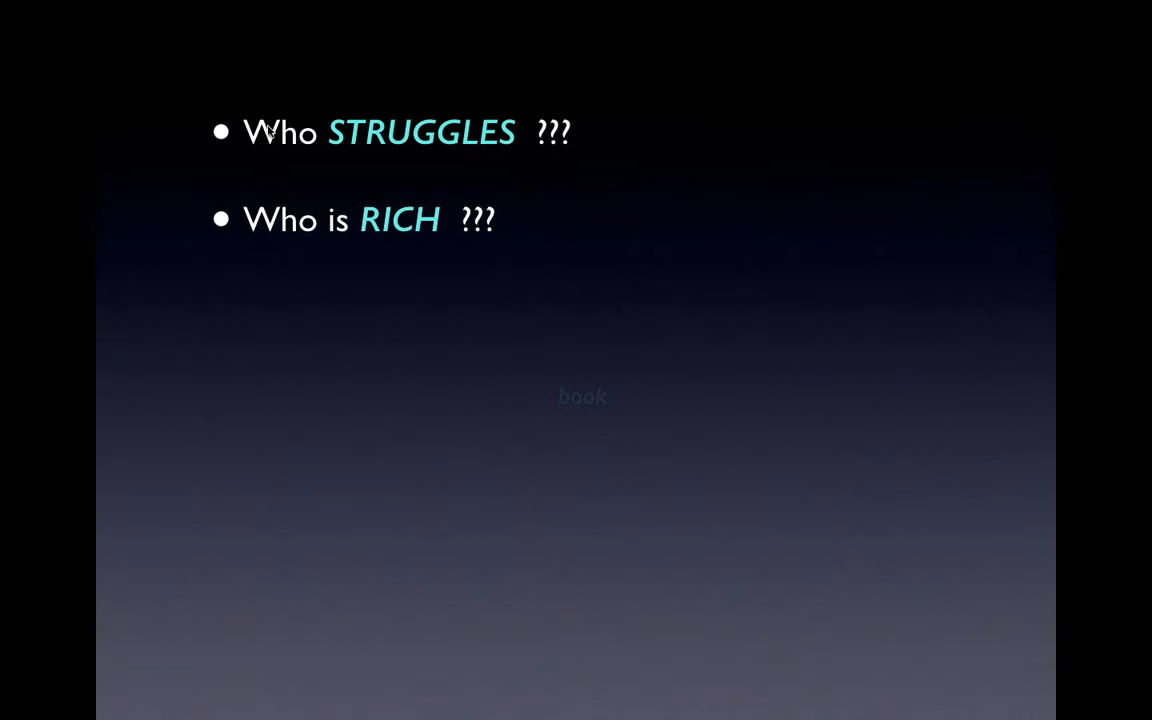 • Who STRUGGLES ???
• Who is RICH ???
book